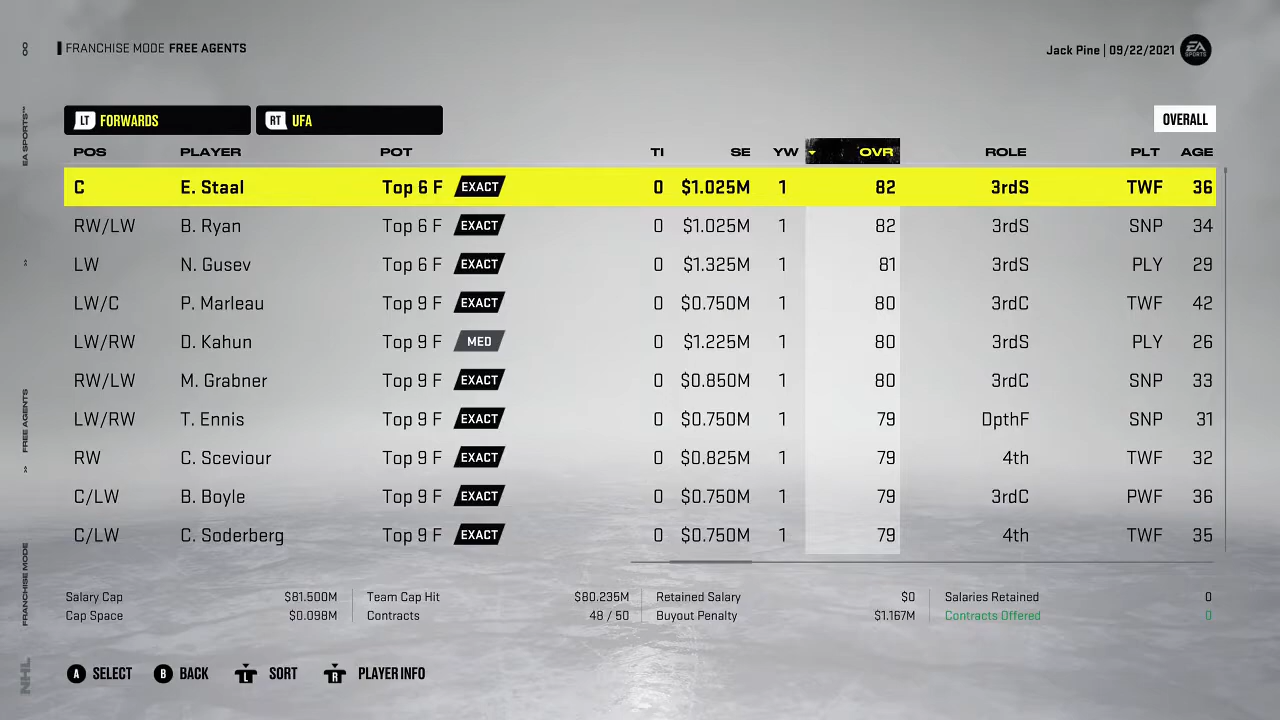 FRANCHISE MODE FREE AGENTS
Jack Pine | 09/22/2021
EA SPORTS
LT FORWARDS
RT UFA
OVERALL
POS PLAYER POT TI SE YW OVR ROLE PLT AGE
C E. Staal Top 6 F EXACT 0 $1.025M 1 82 3rdS TWF 36
RW/LW B. Ryan Top 6 F EXACT 0 $1.025M 1 82 3rdS SNP 34
LW N. Gusev Top 6 F EXACT 0 $1.325M 1 81 3rdS PLY 29
LW/C P. Marleau Top 9 F EXACT 0 $0.750M 1 80 3rdC TWF 42
LW/RW D. Kahun Top 9 F MED 0 $1.225M 1 80 3rdS PLY 26
RW/LW M. Grabner Top 9 F EXACT 0 $0.850M 1 80 3rdC SNP 33
LW/RW T. Ennis Top 9 F EXACT 0 $0.750M 1 79 DpthF SNP 31
RW C. Sceviour Top 9 F EXACT 0 $0.825M 1 79 4th TWF 32
C/LW B. Boyle Top 9 F EXACT 0 $0.750M 1 79 3rdC PWF 36
C/LW C. Soderberg Top 9 F EXACT 0 $0.750M 1 79 4th TWF 35
Salary Cap $81.500M Team Cap Hit $80.235M Retained Salary $0 Salaries Retained 0
Cap Space $0.098M Contracts 48 / 50 Buyout Penalty $1.167M Contracts Offered 0
A SELECT B BACK L SORT R PLAYER INFO
NHL FRANCHISE MODE >> FREE AGENTS >> EA SPORTS™